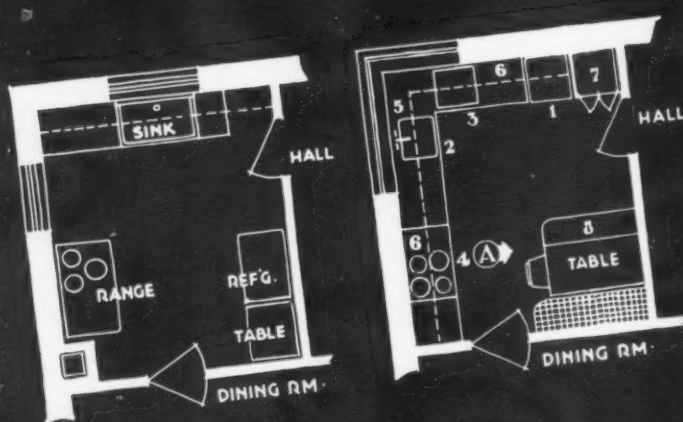 SINK
HALL
RANGE
REF'G.
TABLE
DINING RM.
6
7
5
3
1
2
HALL
6
4 A
8
TABLE
DINING RM.